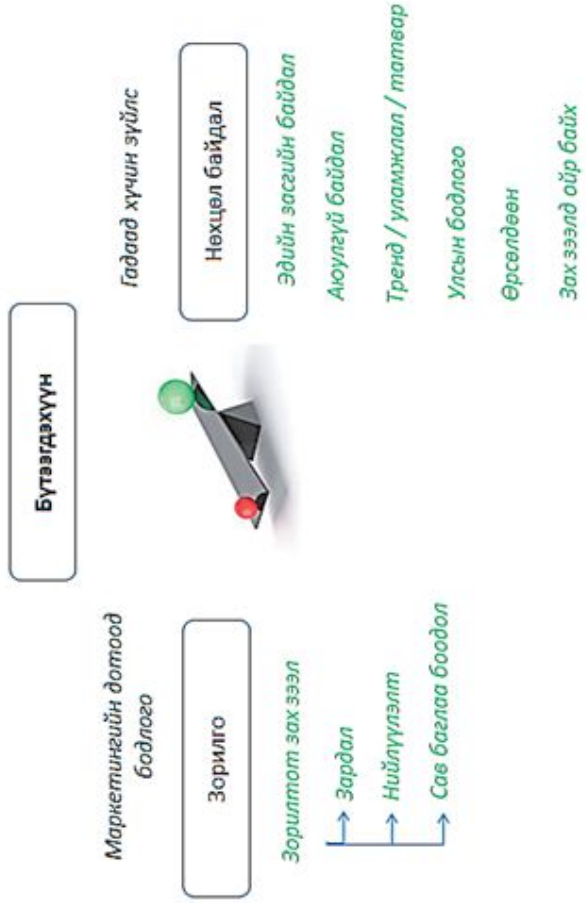 Бүтээгдэхүүн
Маркетингийн дотоод
бодлого
Зорилго
Зорилтот зах зээл
Зардал
Нийлүүлэлт
Сав баглаа боодол
Гадаад хүчин зүйлс
Нөхцөл байдал
Эдийн засгийн байдал
Аюулгүй байдал
Тренд / уламжлал / татвар
Улсын бодлого
Өрсөлдөөн
Зах зээлд ойр байх